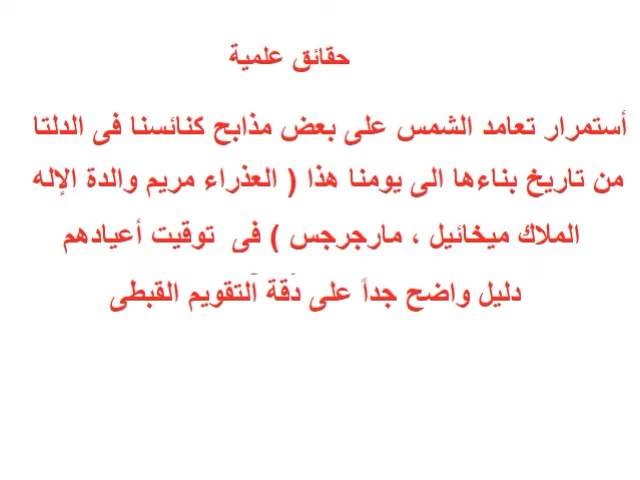 حقائق علمية
أستمرار تعامد الشمس على بعض مذابح كنائسنا فى الدلتا
من تاريخ بناءها الى يومنا هذا ( العذراء مريم والدة الإله
الملاك ميخائيل ، مارجرجس ) فى توقيت أعيادهم
دليل واضح جداً على دقة التقويم القبطى